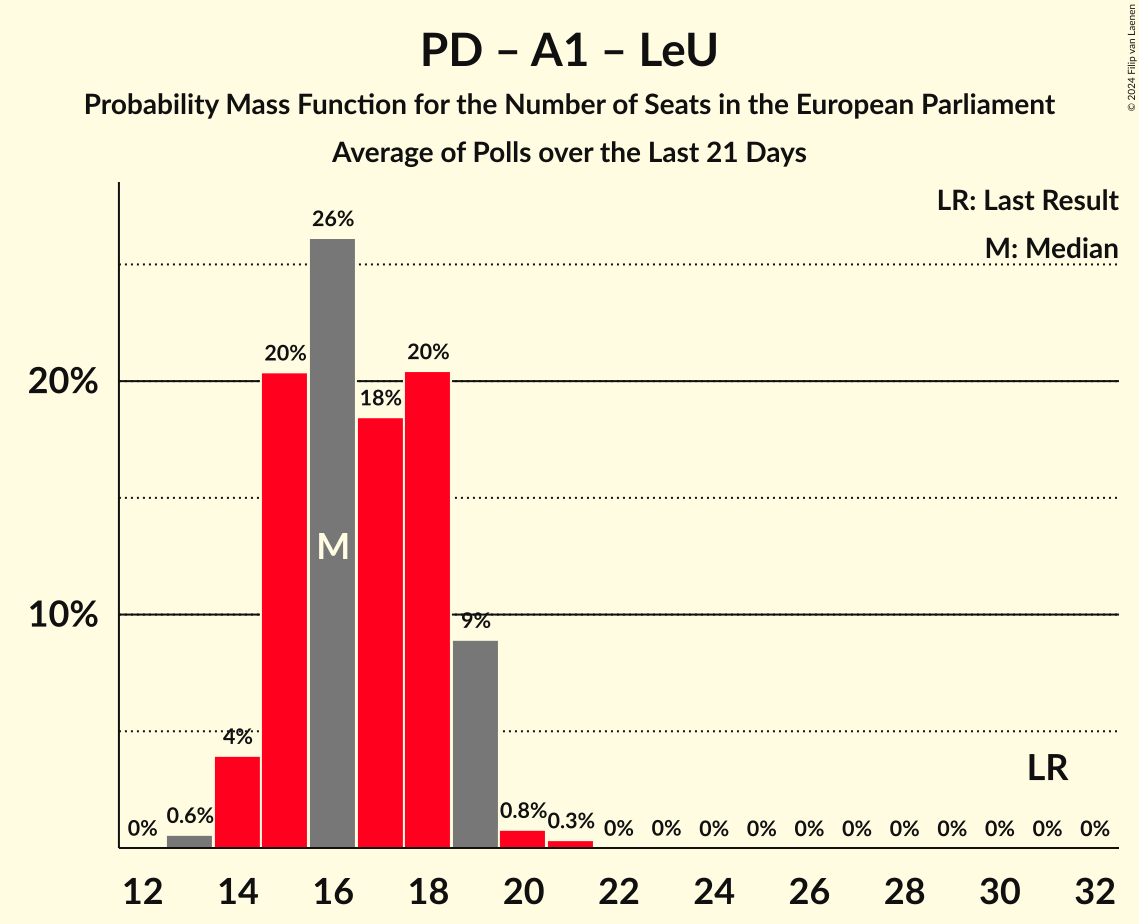 © 2024 Filip van Laenen
PD – A1 – LeU
Probability Mass Function for the Number of Seats in the European Parliament
Average of Polls over the Last 21 Days
LR: Last Result
M: Median
20%
10%
0% 0.6% 4% 20% 26% 18% 20% 9% 0.8% 0.3% 0% 0% 0% 0% 0% 0% 0% 0% 0% 0% 0%
M
LR
12 14 16 18 20 22 24 26 28 30 32